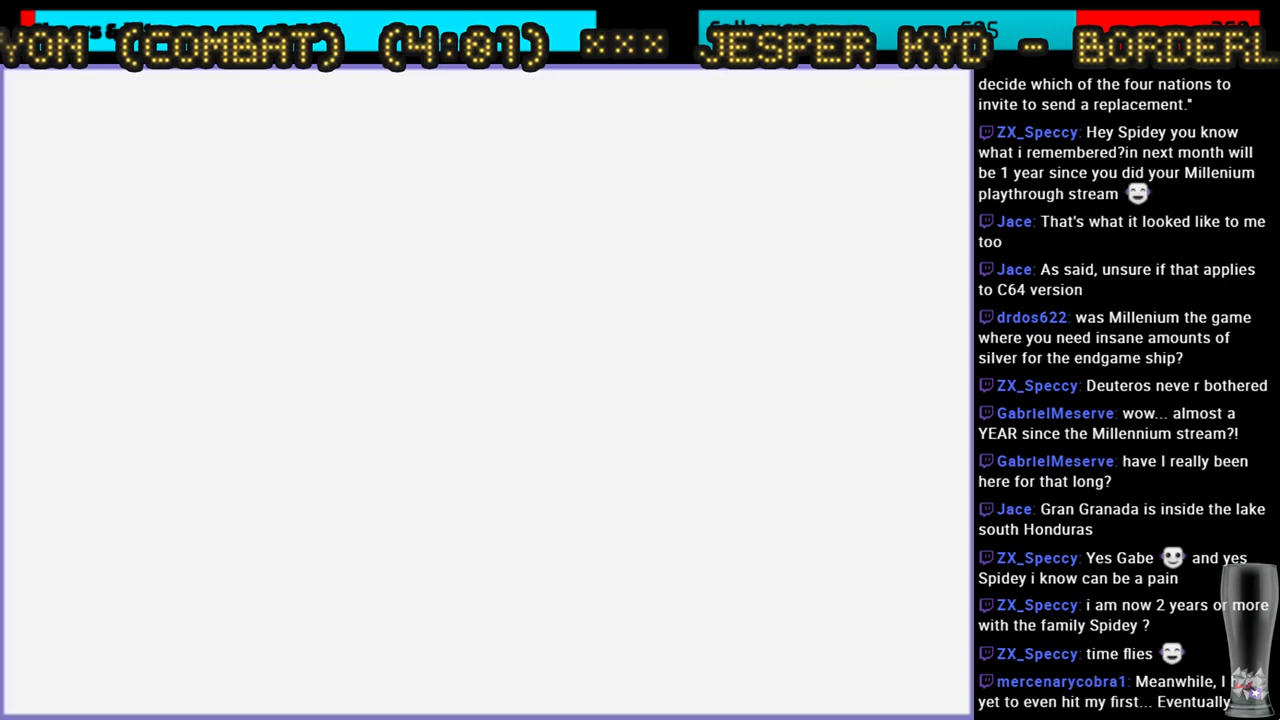 VON (COMBAT) (4:01) ××× JESPER KYD - BORDERL
decide which of the four nations to
invite to send a replacement."
ZX_Speccy: Hey Spidey you know
what i remembered?in next month will
be 1 year since you did your Millenium
playthrough stream
Jace: That's what it looked like to me
too
Jace: As said, unsure if that applies
to C64 version
drdos622: was Millenium the game
where you need insane amounts of
silver for the endgame ship?
ZX_Speccy: Deuteros neve r bothered
GabrielMeserve: wow... almost a
YEAR since the Millennium stream?!
GabrielMeserve: have I really been
here for that long?
Jace: Gran Granada is inside the lake
south Honduras
ZX_Speccy: Yes Gabe and yes
Spidey i know can be a pain
ZX_Speccy: i am now 2 years or more
with the family Spidey ?
ZX_Speccy: time flies
mercenarycobra1: Meanwhile, I
yet to even hit my first... Eventually